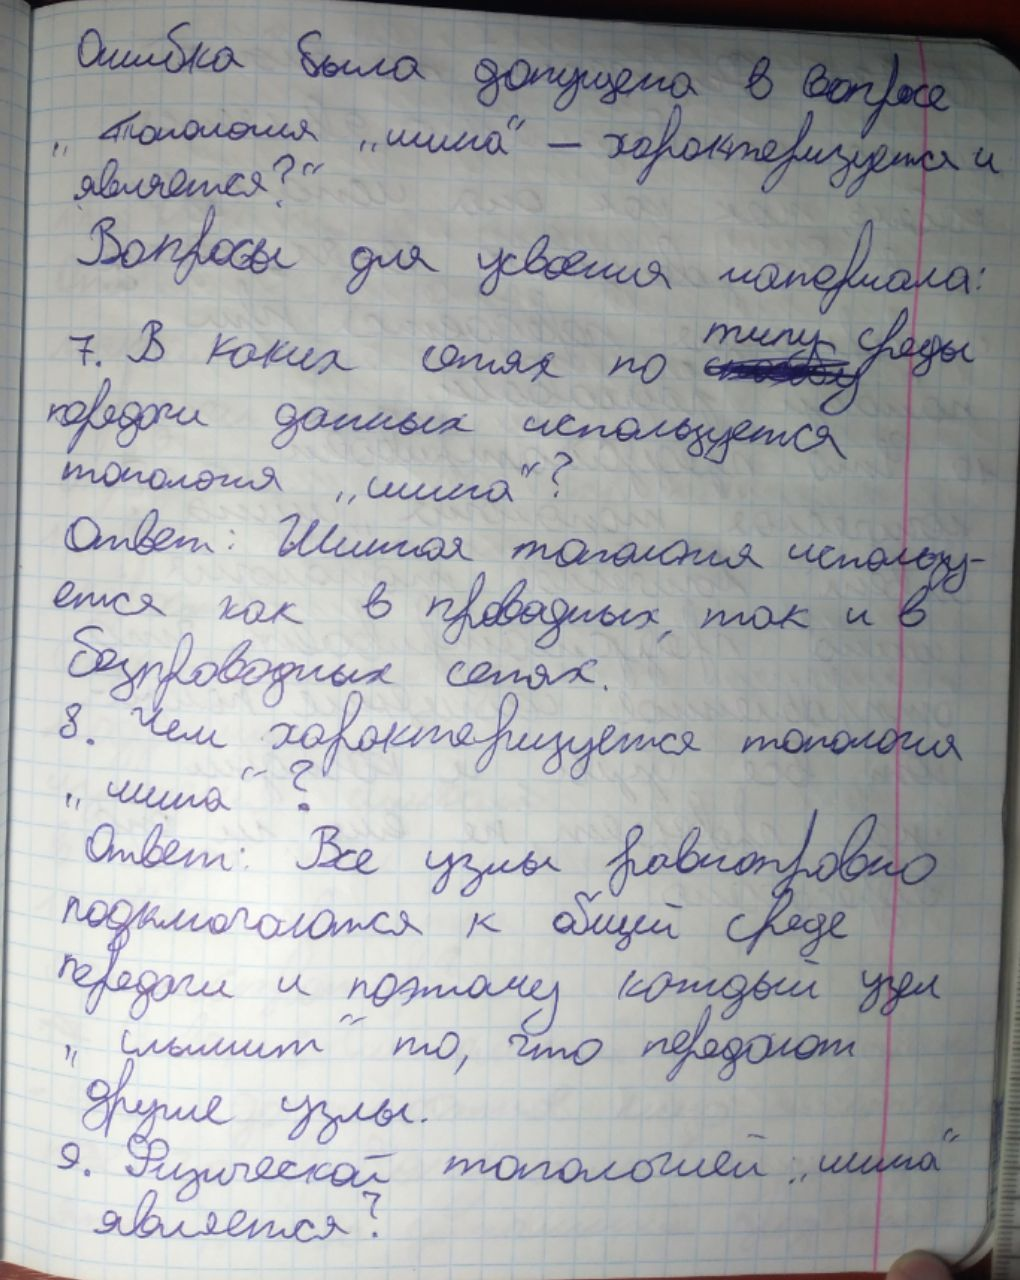 Ошибка была допущена в вопросе
„Топология „шина“ — характеризуется и
является?“
Вопросы для усвоения материала:
7. В каких сетях по типу среды
передачи данных используется
топология „шина“?
Ответ: Шинная топология использу-
ется как в проводных, так и в
безпроводных сетях.
8. Чем характеризуется топология
„шина“?
Ответ: Все узлы равноправно
подключаются к общей среде
передачи и поэтому каждый узел
„слышит“ то, что передают
другие узлы.
9. Физической топологией „шина“
является?